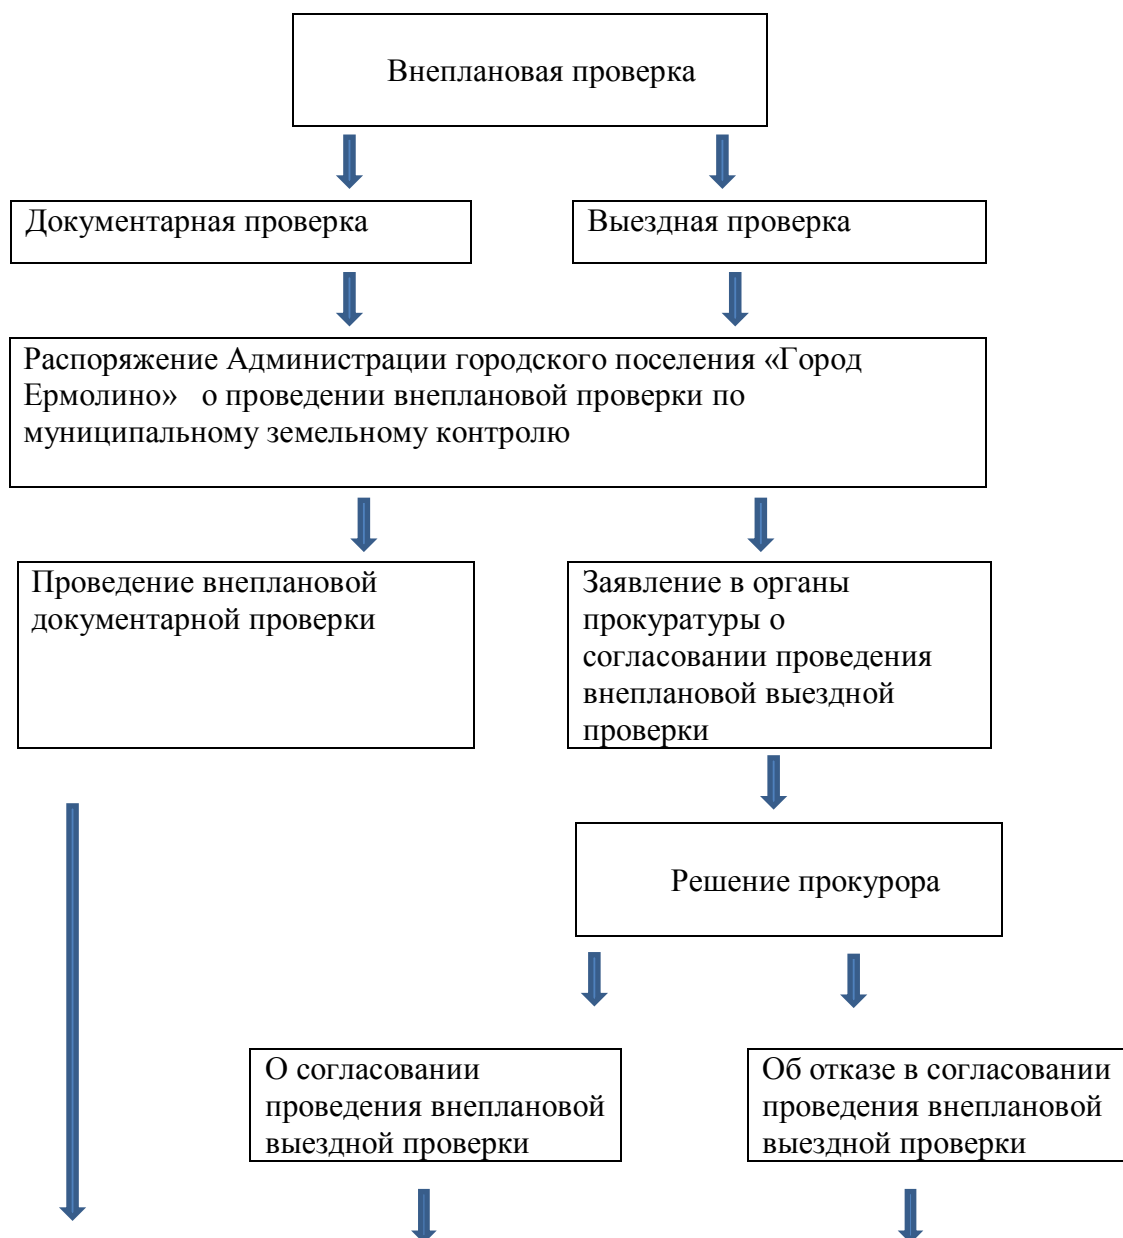 Внеплановая проверка
Документарная проверка
Выездная проверка
Распоряжение Администрации городского поселения «Город
Ермолино» о проведении внеплановой проверки по
муниципальному земельному контролю
Проведение внеплановой
документарной проверки
Заявление в органы
прокуратуры о
согласовании проведения
внеплановой выездной
проверки
Решение прокурора
О согласовании
проведения внеплановой
выездной проверки
Об отказе в согласовании
проведения внеплановой
выездной проверки